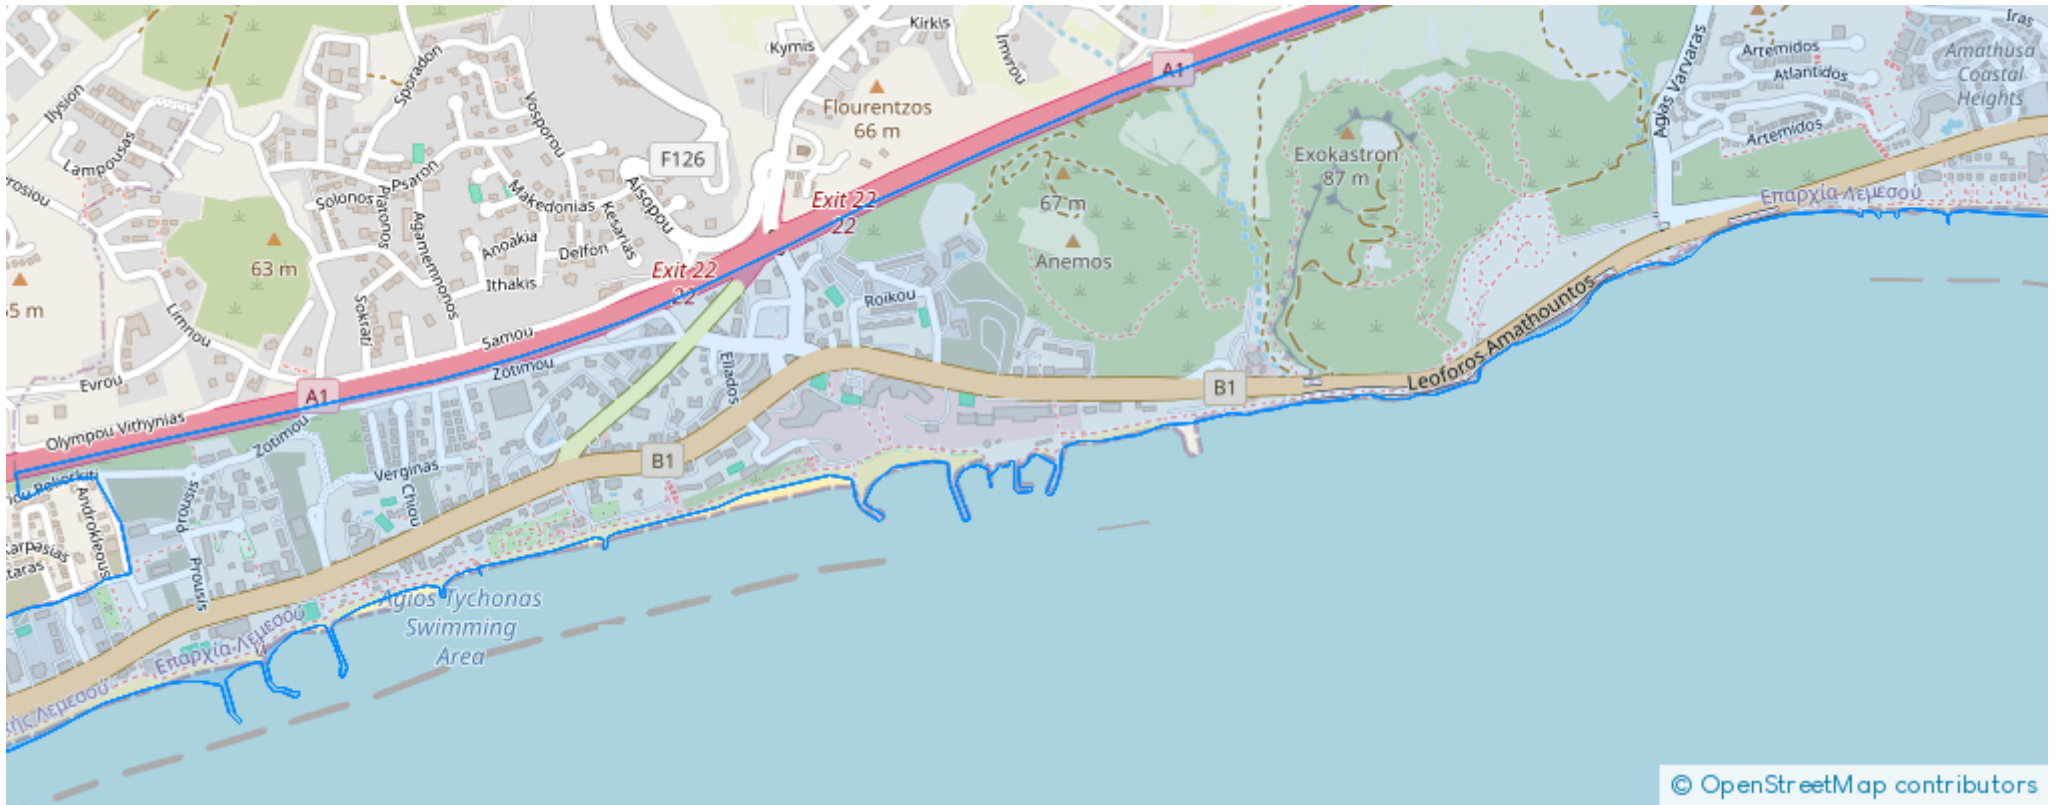 Kirkis
Iras
Kymis
Imvrou
Artemidos
Amathusa
Coastal
Heights
Atlantidos
A1
Sporadon
Agias Varvaras
Ilysion
Vosporou
Flourentzos
66 m
Artemidos
Lampousas
F126
Exokastron
87 m
Psaron
Solonos
Platonos
Makedonias
Aisopou
Exit 22
22
67 m
Επαρχία Λεμεσού
Agamemnonos
Kesarias
Anoakia
Delfon
63 m
Anemos
Exit 22
22
Ithakis
Roikou
Sokrati
Limnou
Samou
Leoforos Amathountos
Zotimou
Ellados
Evrou
A1
B1
Olympou Vithynias
Zotimou
B1
Verginas
Chiou
Prousis
Androkleous
Karpasias
Prousis
Agios Tychonas
Swimming
Area
Επαρχία Λεμεσού
Λεμεσού
© OpenStreetMap contributors